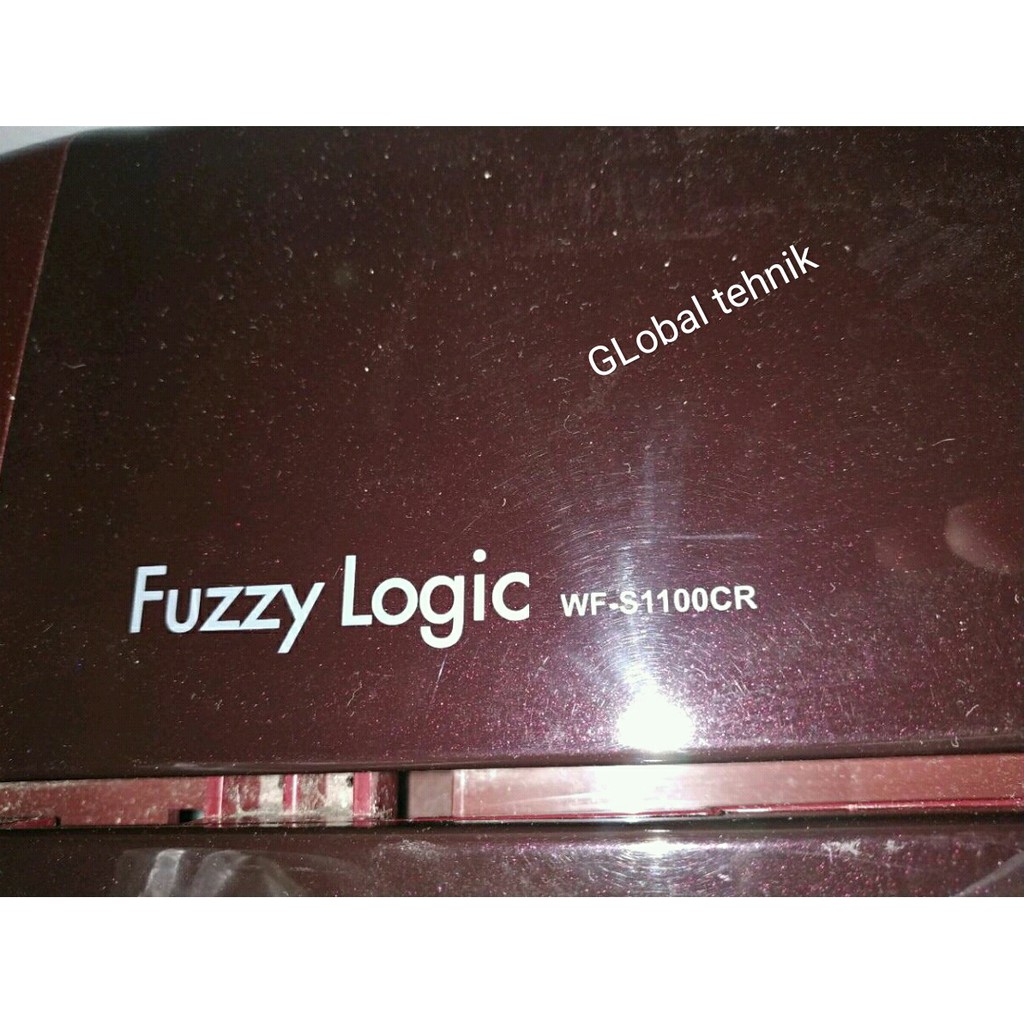 GLobal tehnik
Fuzzy Logic WF-S1100CR